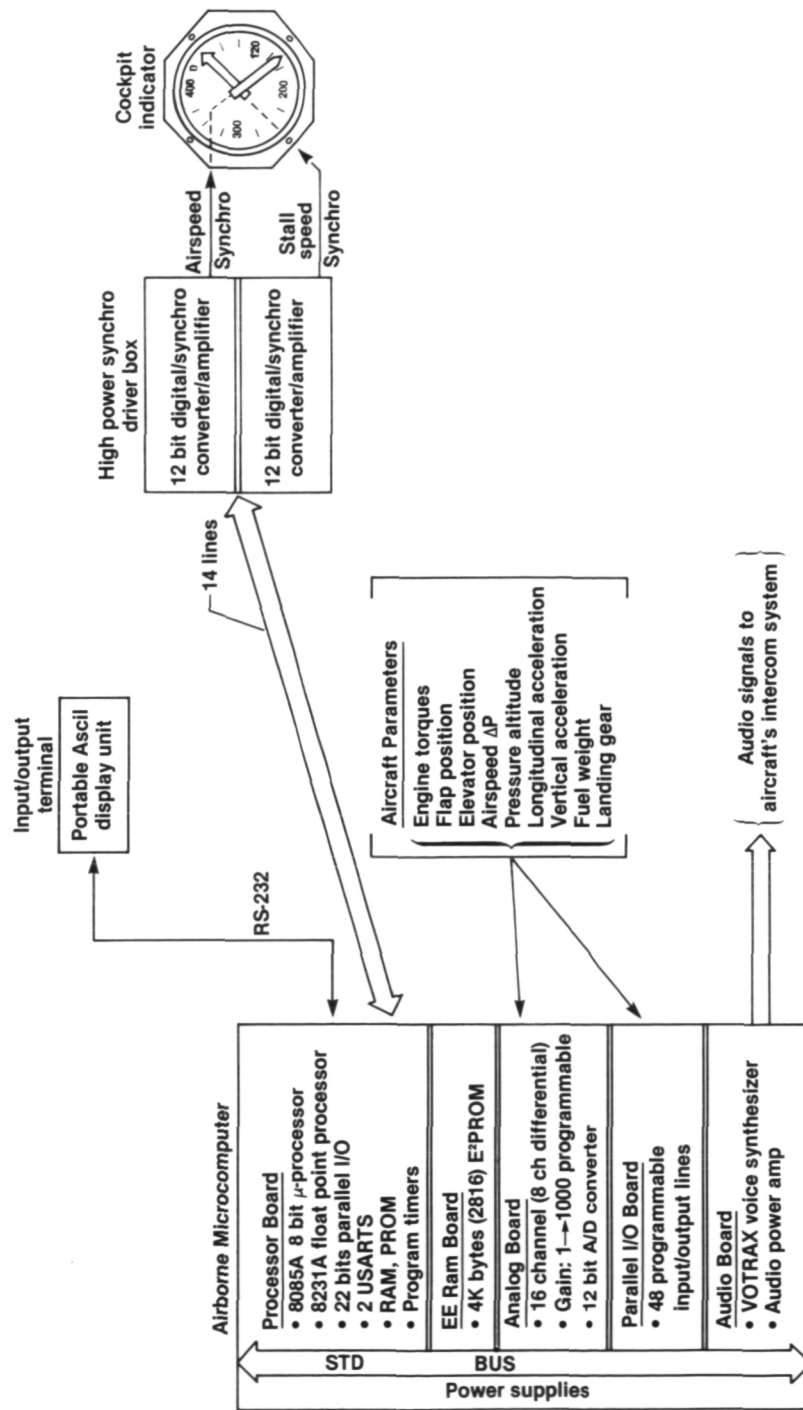 Airborne Microcomputer
Processor Board
• 8085A 8 bit μ-processor
• 8231A float point processor
• 22 bits parallel I/O
• 2 USARTS
• RAM, PROM
• Program timers
EE Ram Board
• 4K bytes (2816) E²PROM
Analog Board
• 16 channel (8 ch differential)
• Gain: 1→1000 programmable
• 12 bit A/D converter
Parallel I/O Board
• 48 programmable
input/output lines
Audio Board
• VOTRAX voice synthesizer
• Audio power amp
STD BUS
Power supplies
Input/output
terminal
Portable Ascil
display unit
RS-232
14 lines
High power synchro
driver box
12 bit digital/synchro
converter/amplifier
12 bit digital/synchro
converter/amplifier
Airspeed
Synchro
Stall
speed
Synchro
Cockpit
indicator
400
0
120
200
300
Aircraft Parameters
Engine torques
Flap position
Elevator position
Airspeed ΔP
Pressure altitude
Longitudinal acceleration
Vertical acceleration
Fuel weight
Landing gear
Audio signals to
aircraft's intercom system